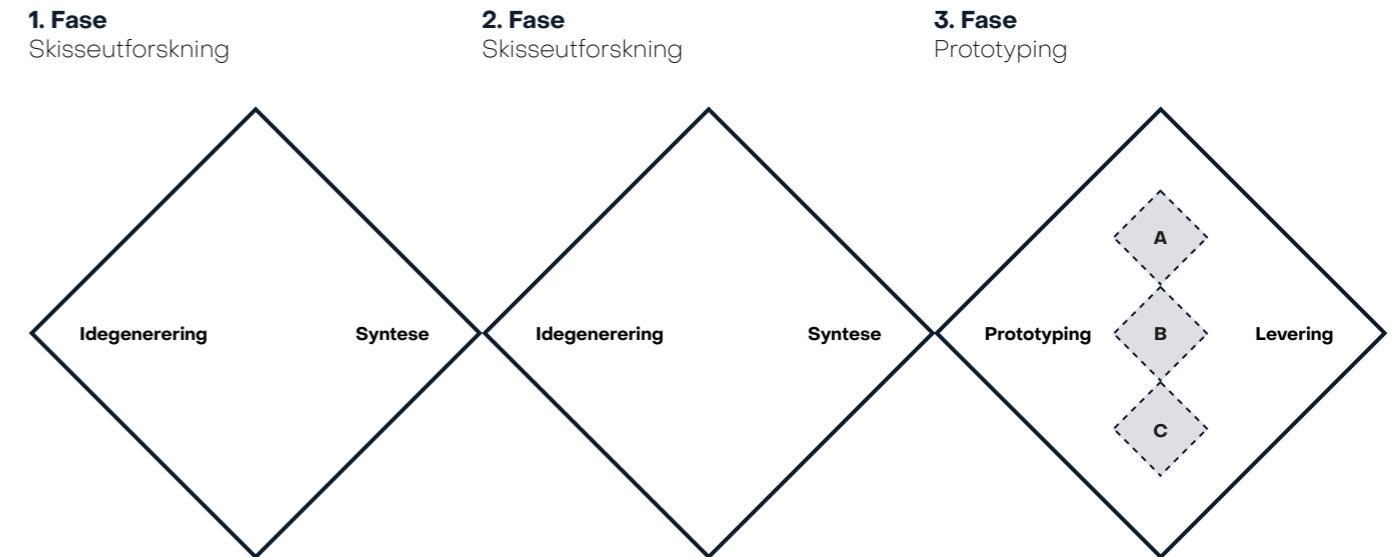 1. Fase
Skisseutforskning
2. Fase
Skisseutforskning
3. Fase
Prototyping
Idegenerering
Syntese
Idegenerering
Syntese
Prototyping
A
B
C
Levering